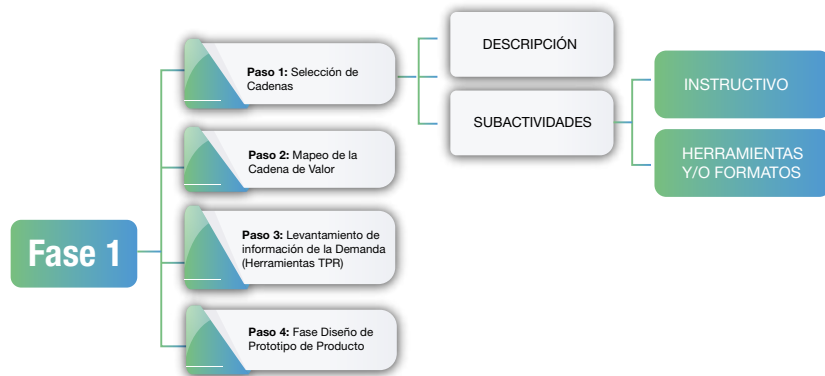 Fase 1
Paso 1: Selección de
Cadenas
Paso 2: Mapeo de la
Cadena de Valor
Paso 3: Levantamiento de
información de la Demanda
(Herramientas TPR)
Paso 4: Fase Diseño de
Prototipo de Producto
DESCRIPCIÓN
SUBACTIVIDADES
INSTRUCTIVO
HERRAMIENTAS
Y/O FORMATOS